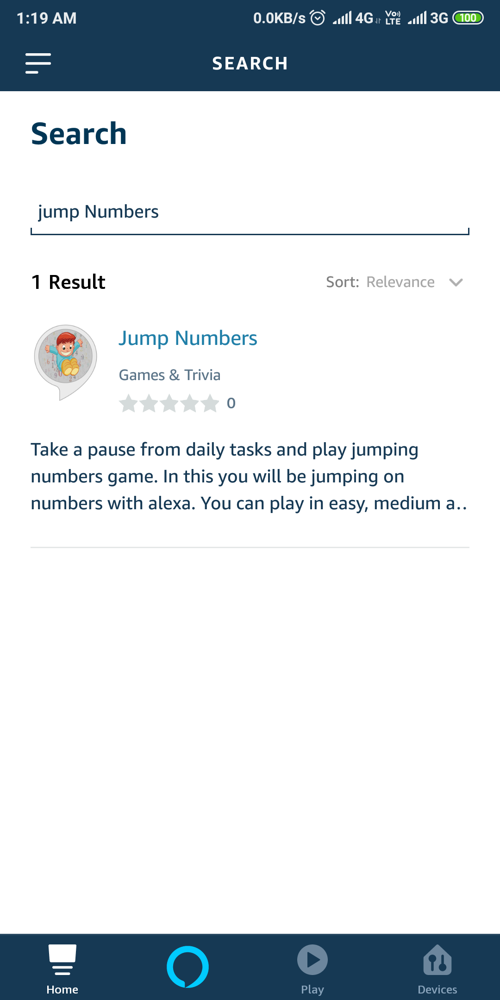 1:19 AM 0.0KB/s 4G VoLTE 3G 100
SEARCH
Search
jump Numbers
1 Result Sort: Relevance
Jump Numbers
Games & Trivia
0
Take a pause from daily tasks and play jumping
numbers game. In this you will be jumping on
numbers with alexa. You can play in easy, medium a..
Home Play Devices